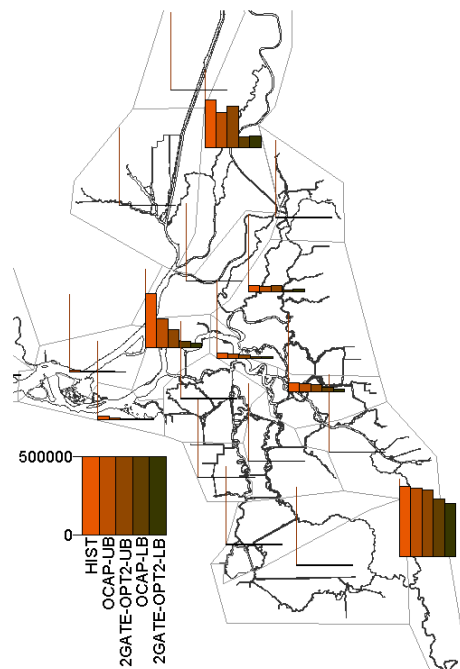 500000
0
HIST
OCAP-UB
2GATE-OPT2-UB
OCAP-LB
2GATE-OPT2-LB